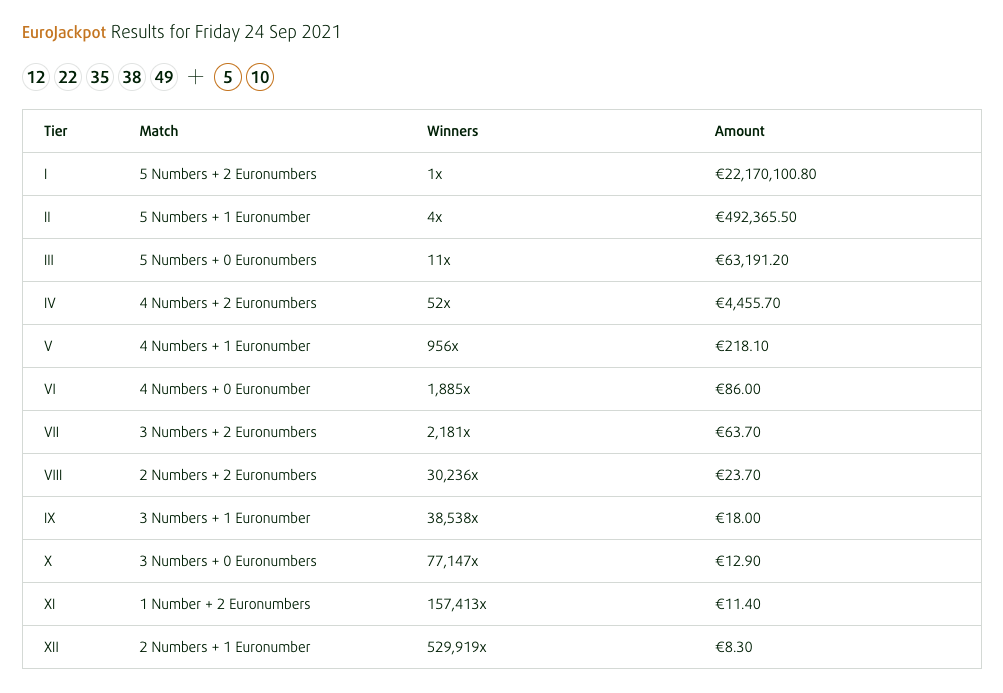 EuroJackpot Results for Friday 24 Sep 2021
12 22 35 38 49 + 5 10
Tier Match Winners Amount
I 5 Numbers + 2 Euronumbers 1x €22,170,100.80
II 5 Numbers + 1 Euronumber 4x €492,365.50
III 5 Numbers + 0 Euronumbers 11x €63,191.20
IV 4 Numbers + 2 Euronumbers 52x €4,455.70
V 4 Numbers + 1 Euronumber 956x €218.10
VI 4 Numbers + 0 Euronumber 1,885x €86.00
VII 3 Numbers + 2 Euronumbers 2,181x €63.70
VIII 2 Numbers + 2 Euronumbers 30,236x €23.70
IX 3 Numbers + 1 Euronumber 38,538x €18.00
X 3 Numbers + 0 Euronumbers 77,147x €12.90
XI 1 Number + 2 Euronumbers 157,413x €11.40
XII 2 Numbers + 1 Euronumber 529,919x €8.30